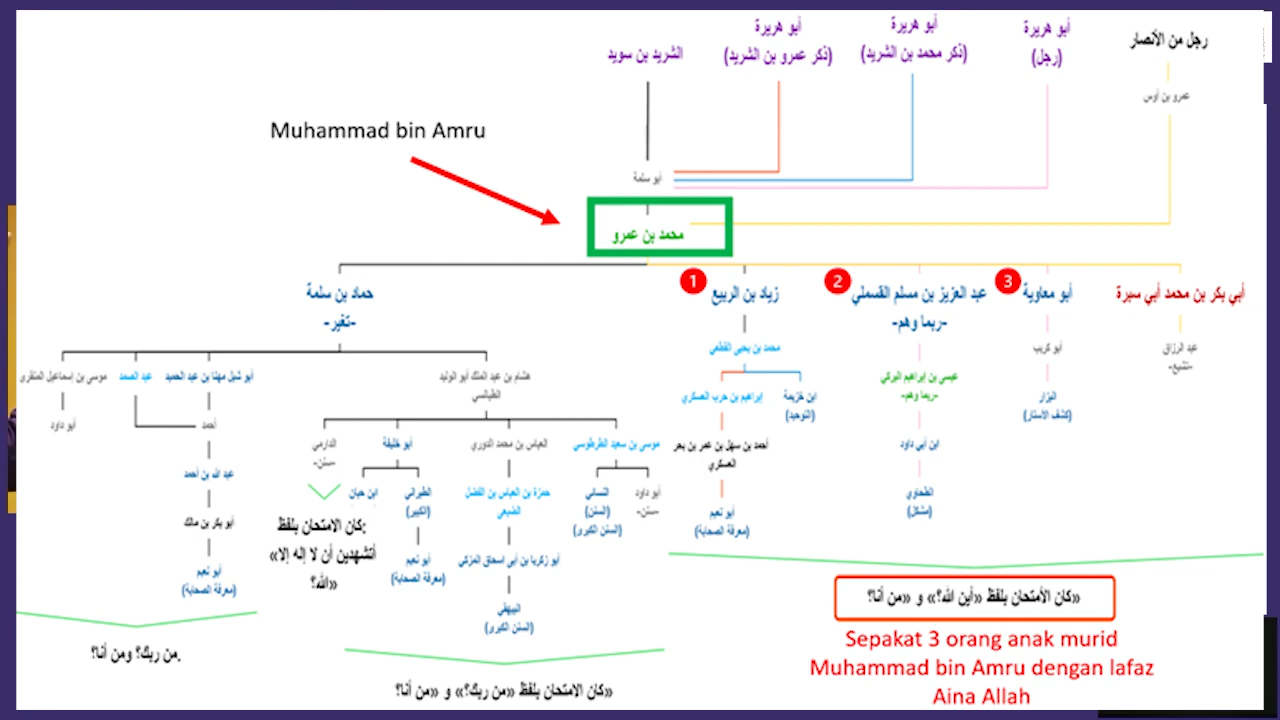 الشريد بن سويد
أبو هريرة
(ذكر عمرو بن الشريد)
أبو هريرة
(ذكر محمد بن الشريد)
أبو هريرة
(رجل)
رجل من الأنصار
عمرو بن أوس
Muhammad bin Amru
أبو سلمة
محمد بن عمرو
حماد بن سلمة
-تغير-
1
زياد بن الربيع
2
عبد العزيز بن مسلم القسملي
-ربما وهم-
3
أبو معاوية
أبي بكر بن محمد أبي سبرة
موسى بن إسماعيل المنقري
عبد الصمد
أبو شبل مهنا بن عبد الحميد
هشام بن عبد الملك أبو الوليد
الطيالسي
محمد بن يحيى القطعي
عيسى بن إبراهيم البركي
-ربما وهم-
أبو كريب
عبد الرزاق
-تشيع-
أبو داود
أحمد
إبراهيم بن حرب العسكري
ابن خزيمة
(التوحيد)
البزار
(كشف الأستار)
عبد الله بن أحمد
أبو بكر بن مالك
أبو نعيم
(معرفة الصحابة)
الدارمي
-سنن-
أبو خليفة
العباس بن محمد الدوري
موسى بن سعيد الطرطوسي
أحمد بن سهل بن عمر بن بحر
العسكري
ابن أبي داود
ابن حبان
الطبراني
(الكبير)
حمزة بن العباس بن الفضل
الضبعي
النسائي
(السنن)
(السنن الكبرى)
أبو داود
-سنن-
أبو نعيم
(معرفة الصحابة)
الطحاوي
(مشكل)
كان الامتحان بلفظ:
«أتشهدين أن لا إله إلا
الله؟»
أبو نعيم
(معرفة الصحابة)
أبو زكريا بن أبي اسحاق المزكي
البيهقي
(السنن الكبرى)
من ربك؟ ومن أنا؟.
كان الامتحان بلفظ «من ربك؟» و «من أنا؟»
كان الأمتحان بلفظ «أين الله؟» و «من أنا؟»
Sepakat 3 orang anak murid
Muhammad bin Amru dengan lafaz
Aina Allah